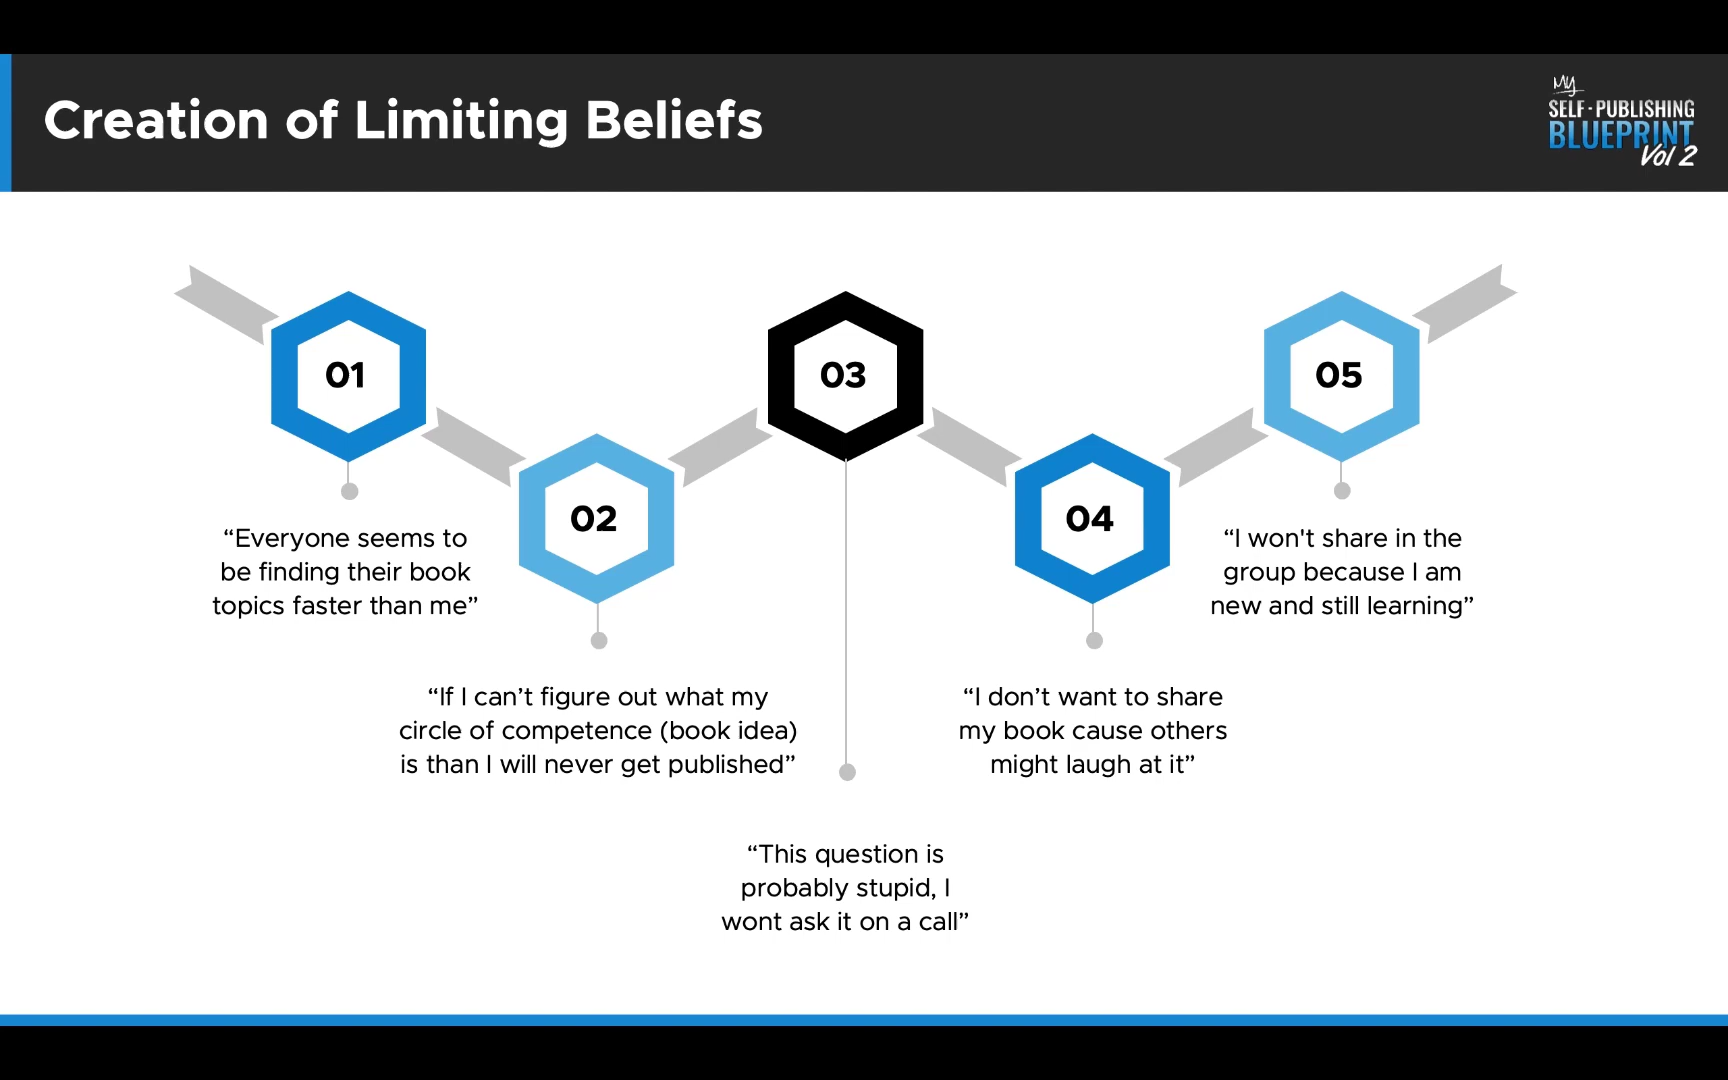 Creation of Limiting Beliefs
My
SELF-PUBLISHING
BLUEPRINT
Vol 2
01
“Everyone seems to
be finding their book
topics faster than me”
02
“If I can’t figure out what my
circle of competence (book idea)
is than I will never get published”
03
“This question is
probably stupid, I
wont ask it on a call”
04
“I don’t want to share
my book cause others
might laugh at it”
05
“I won't share in the
group because I am
new and still learning”